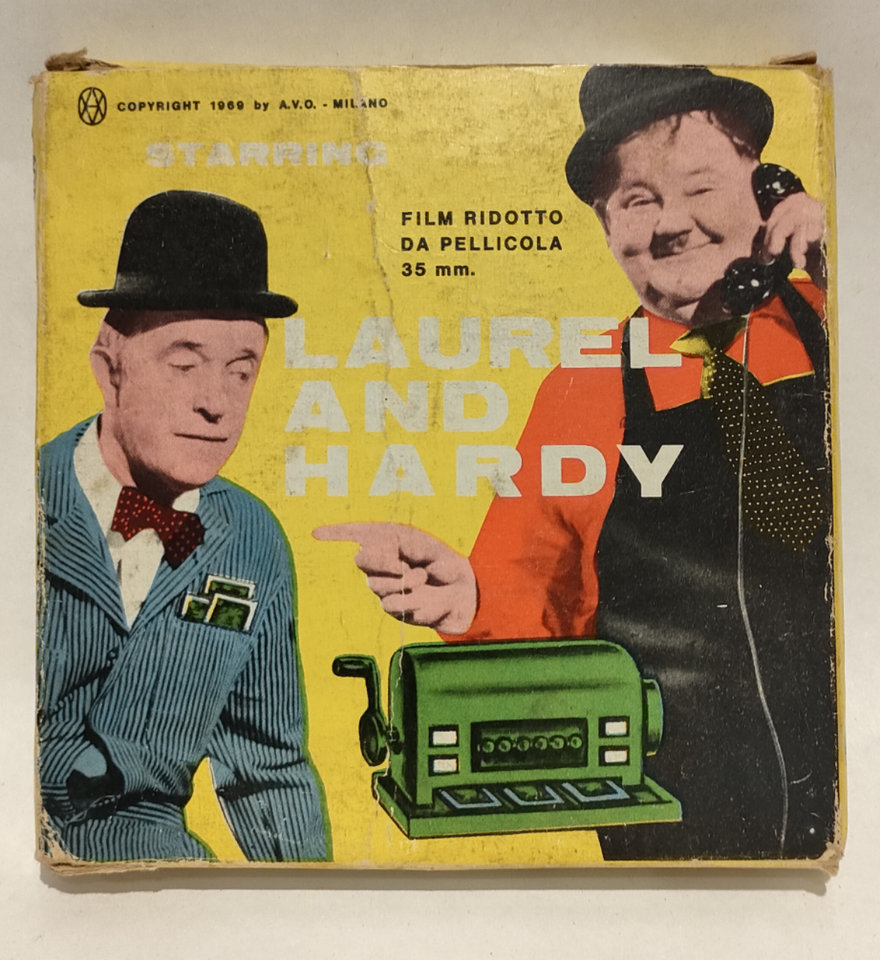 COPYRIGHT 1969 by A.V.O. - MILANO
STARRING
FILM RIDOTTO
DA PELLICOLA
35 mm.
LAUREL
AND
HARDY